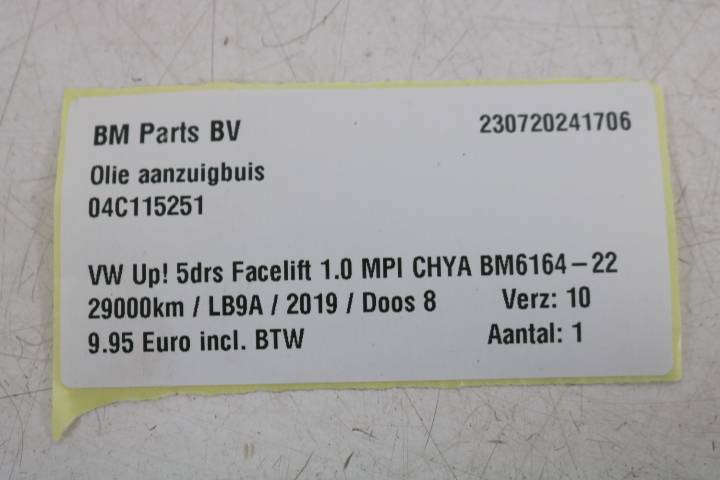 BM Parts BV 230720241706
Olie aanzuigbuis
04C115251
VW Up! 5drs Facelift 1.0 MPI CHYA BM6164-22
29000km / LB9A / 2019 / Doos 8 Verz: 10
9.95 Euro incl. BTW Aantal: 1